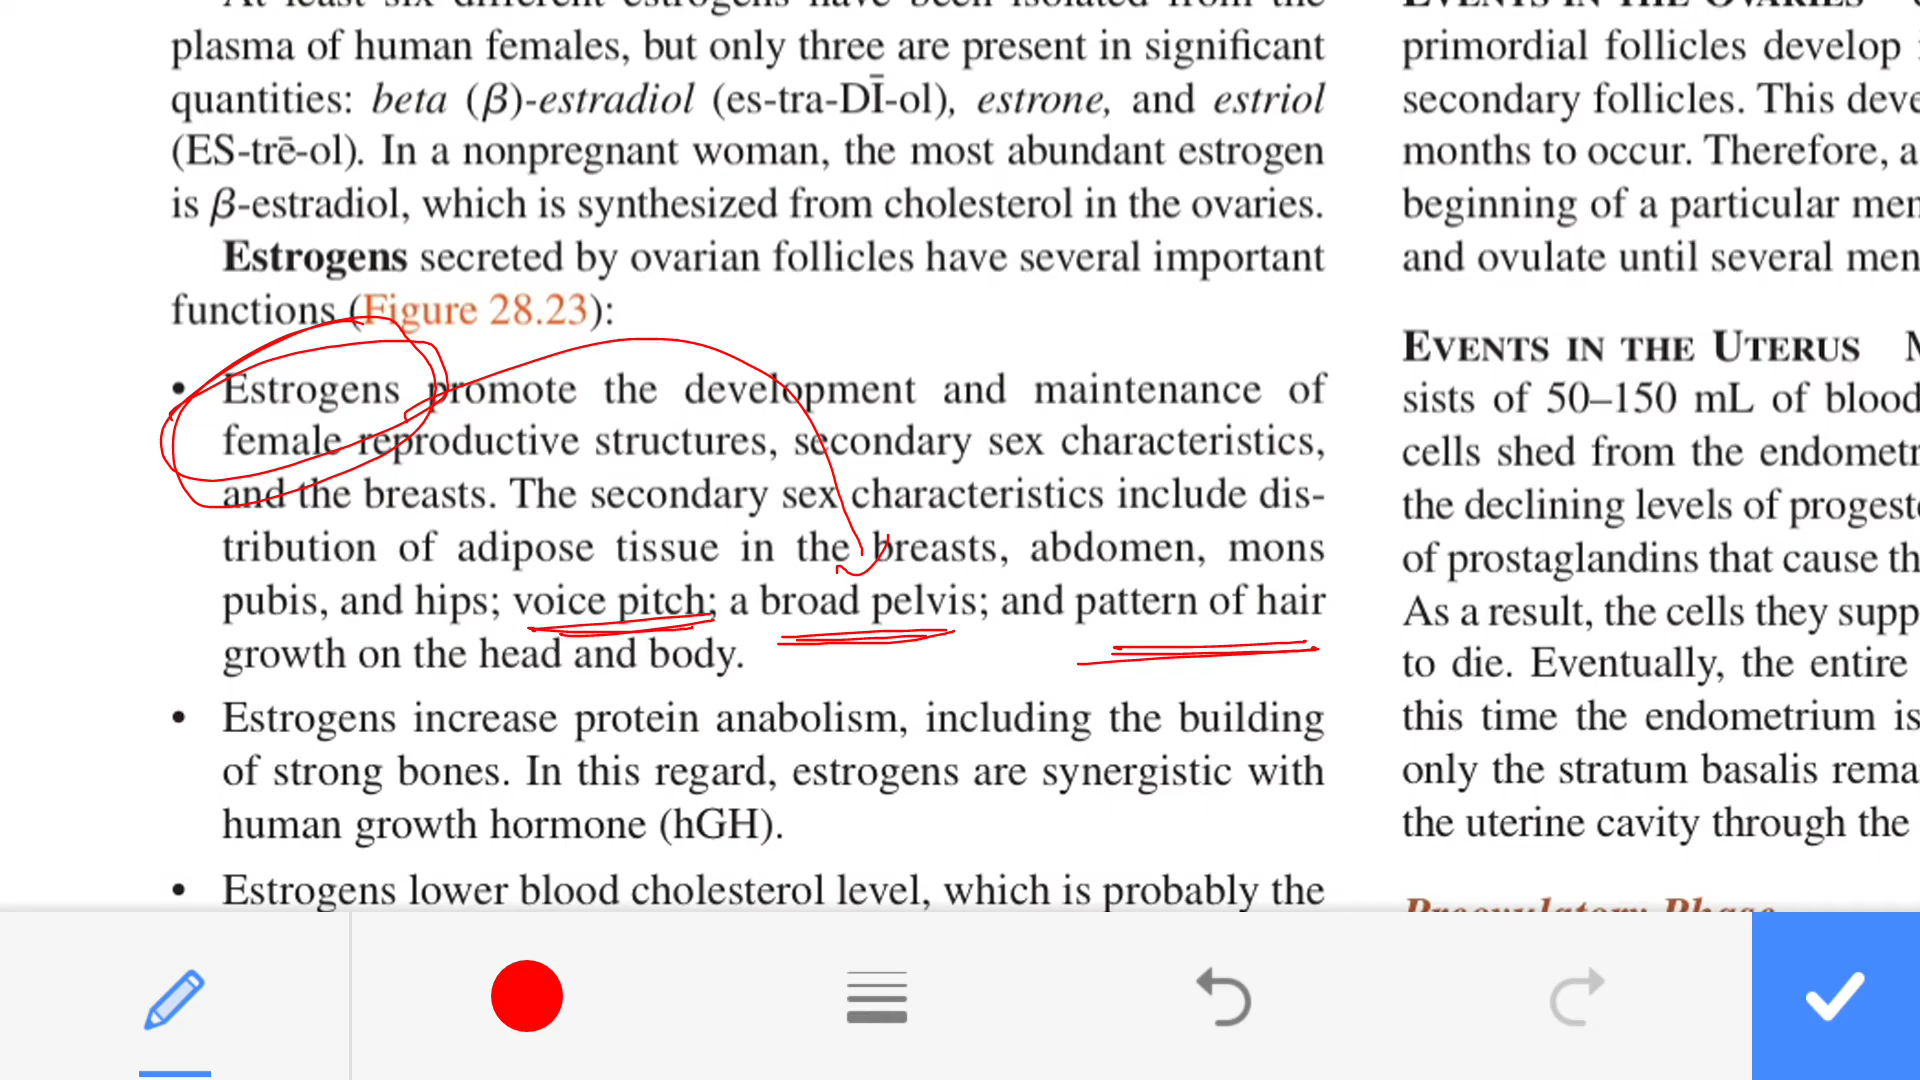 plasma of human females, but only three are present in significant
quantities: beta (β)-estradiol (es-tra-DĪ-ol), estrone, and estriol
(ES-trē-ol). In a nonpregnant woman, the most abundant estrogen
is β-estradiol, which is synthesized from cholesterol in the ovaries.
Estrogens secreted by ovarian follicles have several important
functions (Figure 28.23):
• Estrogens promote the development and maintenance of
female reproductive structures, secondary sex characteristics,
and the breasts. The secondary sex characteristics include dis-
tribution of adipose tissue in the breasts, abdomen, mons
pubis, and hips; voice pitch; a broad pelvis; and pattern of hair
growth on the head and body.
• Estrogens increase protein anabolism, including the building
of strong bones. In this regard, estrogens are synergistic with
human growth hormone (hGH).
• Estrogens lower blood cholesterol level, which is probably the
primordial follicles develop
secondary follicles. This deve
months to occur. Therefore, a
beginning of a particular men
and ovulate until several men
EVENTS IN THE UTERUS M
sists of 50–150 mL of blood
cells shed from the endometr
the declining levels of progest
of prostaglandins that cause th
As a result, the cells they supp
to die. Eventually, the entire
this time the endometrium is
only the stratum basalis rema
the uterine cavity through the